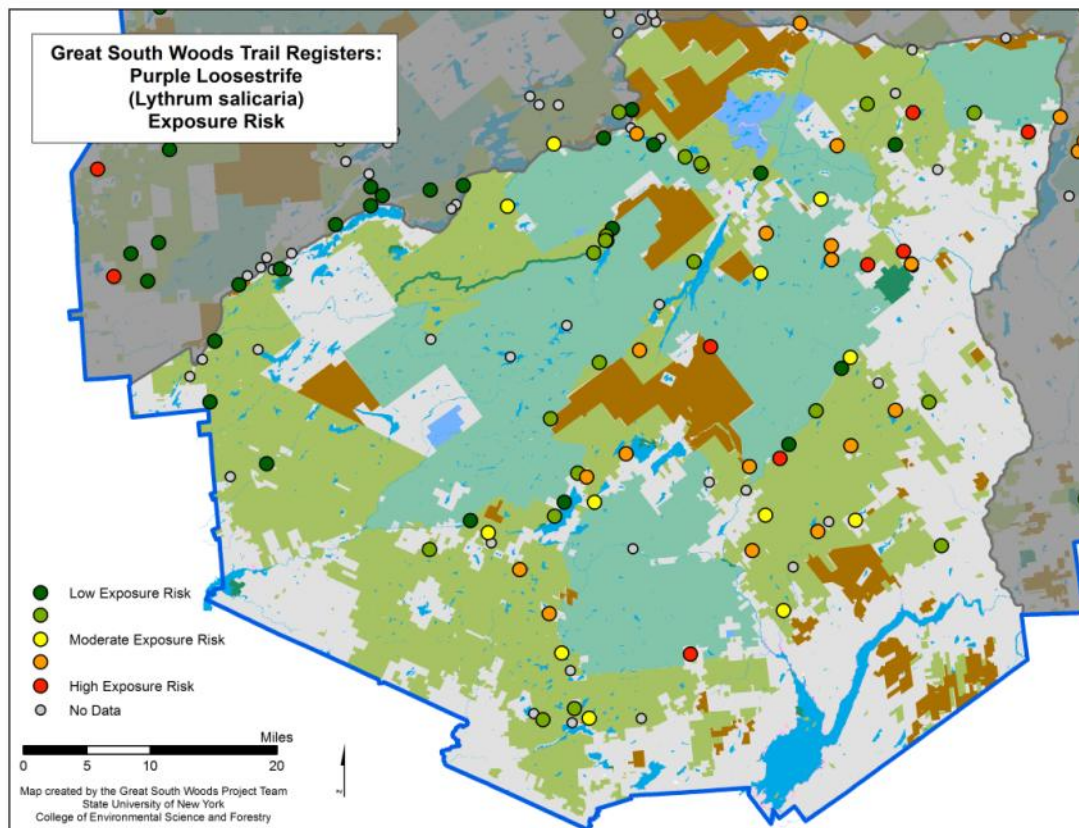 Great South Woods Trail Registers:
Purple Loosestrife
(Lythrum salicaria)
Exposure Risk
Low Exposure Risk
Moderate Exposure Risk
High Exposure Risk
No Data
Miles
0 5 10 20
Map created by the Great South Woods Project Team
State University of New York
College of Environmental Science and Forestry
N